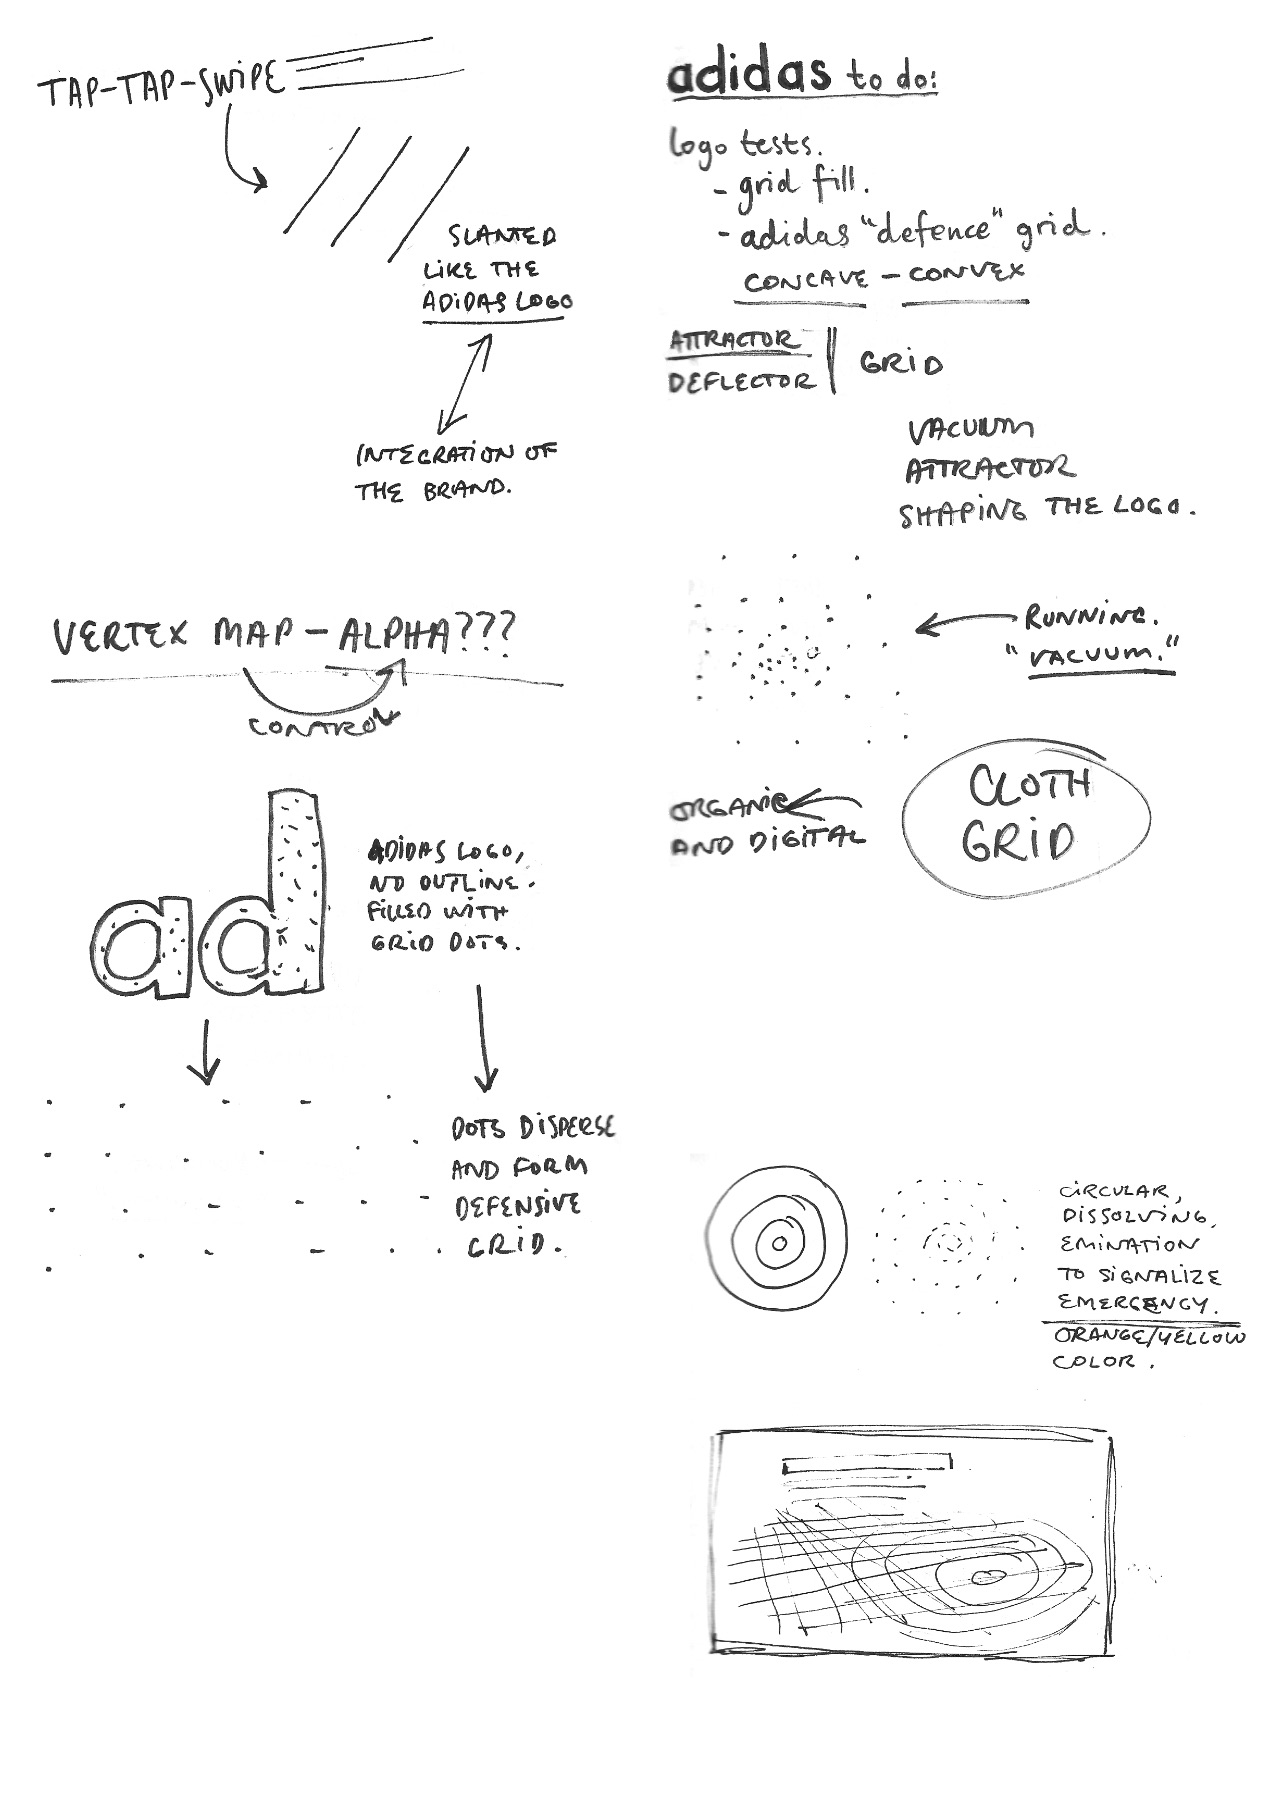 TAP-TAP-SWIPE
SLANTED
LIKE THE
ADIDAS LOGO
INTEGRATION OF
THE BRAND.
VERTEX MAP - ALPHA???
CONTROL
ad
ADIDAS LOGO,
NO OUTLINE.
FILLED WITH
GRID DOTS.
DOTS DISPERSE
AND FORM
DEFENSIVE
GRID.
adidas to do:
logo tests.
- grid fill.
- adidas "defence" grid.
CONCAVE - CONVEX
ATTRACTOR
DEFLECTOR
GRID
VACUUM
ATTRACTOR
SHAPING THE LOGO.
RUNNING.
"VACUUM."
ORGANIC
AND DIGITAL
CLOTH
GRID
CIRCULAR,
DISSOLVING,
EMINATION
TO SIGNALIZE
EMERGENCY.
ORANGE/YELLOW
COLOR.